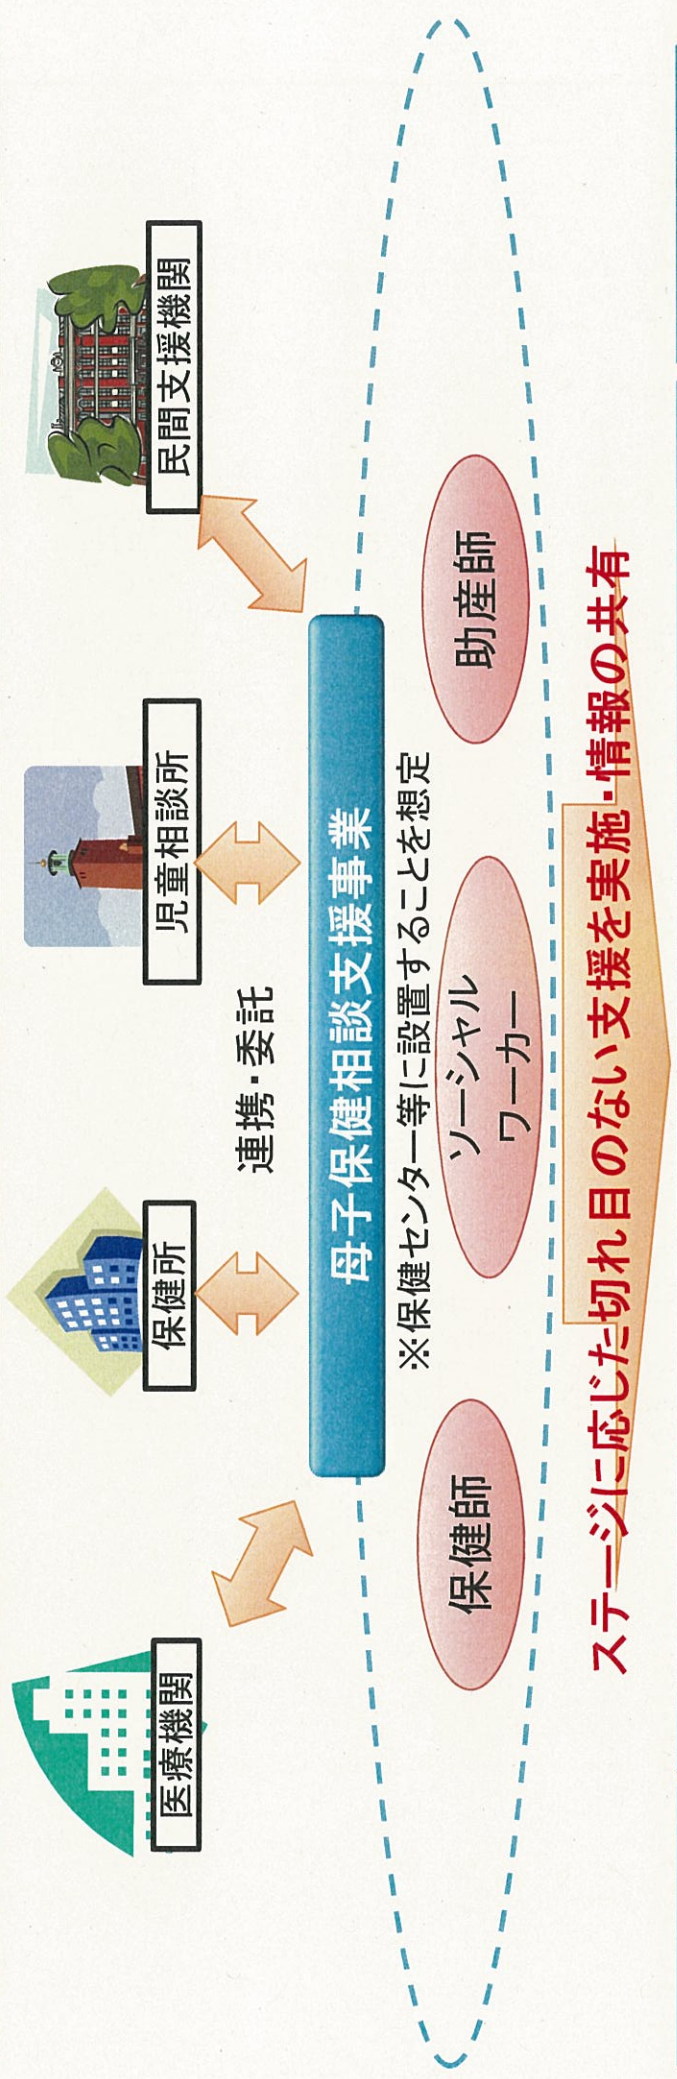 医療機関
保健所
児童相談所
民間支援機関
連携・委託
母子保健相談支援事業
※保健センター等に設置することを想定
保健師
ソーシャル
ワーカー
助産師
ステージに応じた切れ目のない支援を実施・情報の共有